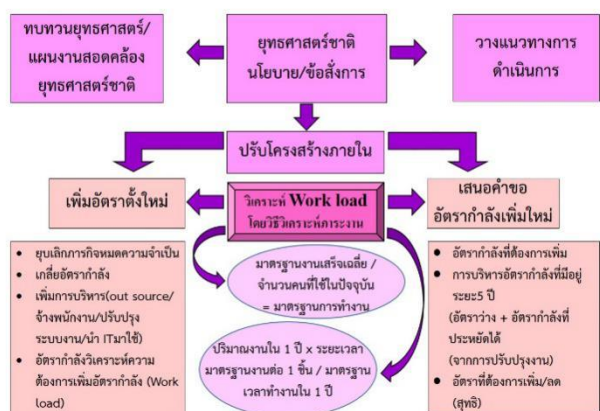 ทบทวนยุทธศาสตร์/
แผนงานสอดคล้อง
ยุทธศาสตร์ชาติ
ยุทธศาสตร์ชาติ
นโยบาย/ข้อสั่งการ
วางแนวทางการ
ดำเนินการ
ปรับโครงสร้างภายใน
เพิ่มอัตราตั้งใหม่
วิเคราะห์ Work load
โดยวิธีวิเคราะห์ภาระงาน
เสนอคำขอ
อัตรากำลังเพิ่มใหม่
• ยุบเลิกภารกิจหมดความจำเป็น
• เกลี่ยอัตรากำลัง
• เพิ่มการบริหาร(out source/
จ้างพนักงาน/ปรับปรุง
ระบบงาน/นำ ITมาใช้)
• อัตรากำลังวิเคราะห์ความ
ต้องการเพิ่มอัตรากำลัง (Work
load)
มาตรฐานงานเสร็จเฉลี่ย /
จำนวนคนที่ใช้ในปัจจุบัน
= มาตรฐานการทำงาน
ปริมาณงานใน 1 ปี x ระยะเวลา
มาตรฐานงานต่อ 1 ชิ้น / มาตรฐาน
เวลาทำงานใน 1 ปี
• อัตรากำลังที่ต้องการเพิ่ม
• การบริหารอัตรากำลังที่มีอยู่
ระยะ5 ปี
(อัตราว่าง + อัตรากำลังที่
ประหยัดได้
(จากการปรับปรุงงาน)
• อัตราที่ต้องการเพิ่ม/ลด
(สุทธิ)